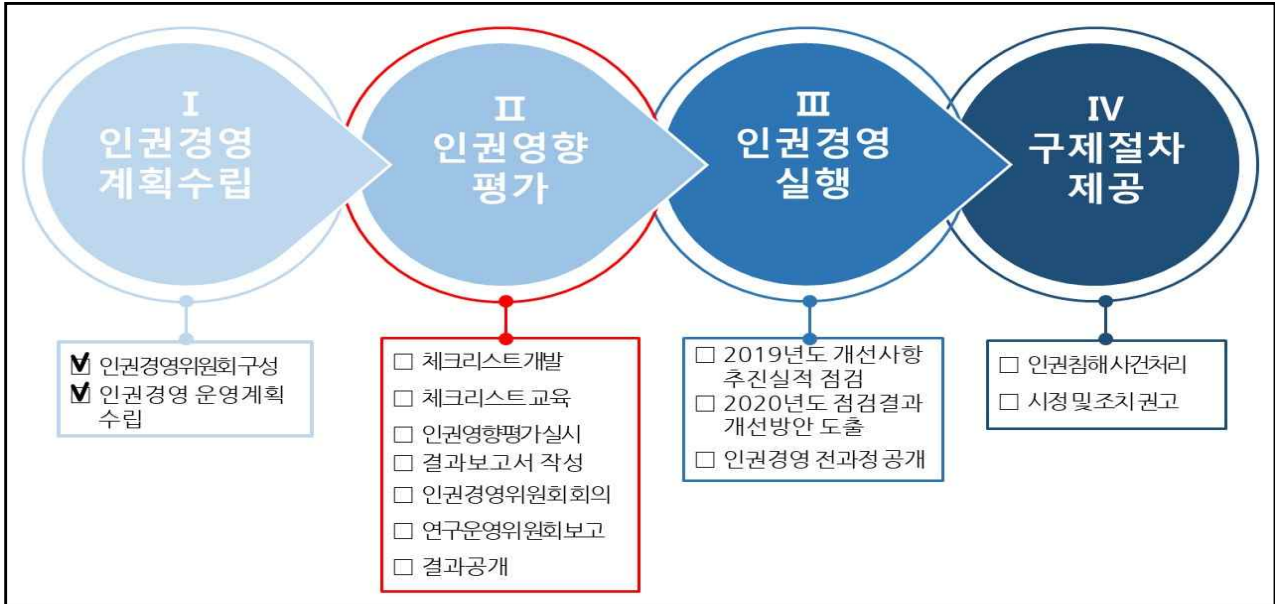 I
인권경영
계획수립
II
인권영향
평가
III
인권경영
실행
IV
구제절차
제공
☑ 인권경영위원회 구성
☑ 인권경영 운영계획
수립
□ 체크리스트 개발
□ 체크리스트 교육
□ 인권영향평가 실시
□ 결과보고서 작성
□ 인권경영위원회 회의
□ 연구운영위원회 보고
□ 결과공개
□ 2019년도 개선사항
추진실적 점검
□ 2020년도 점검결과
개선방안 도출
□ 인권경영 전과정 공개
□ 인권침해 사건처리
□ 시정 및 조치 권고